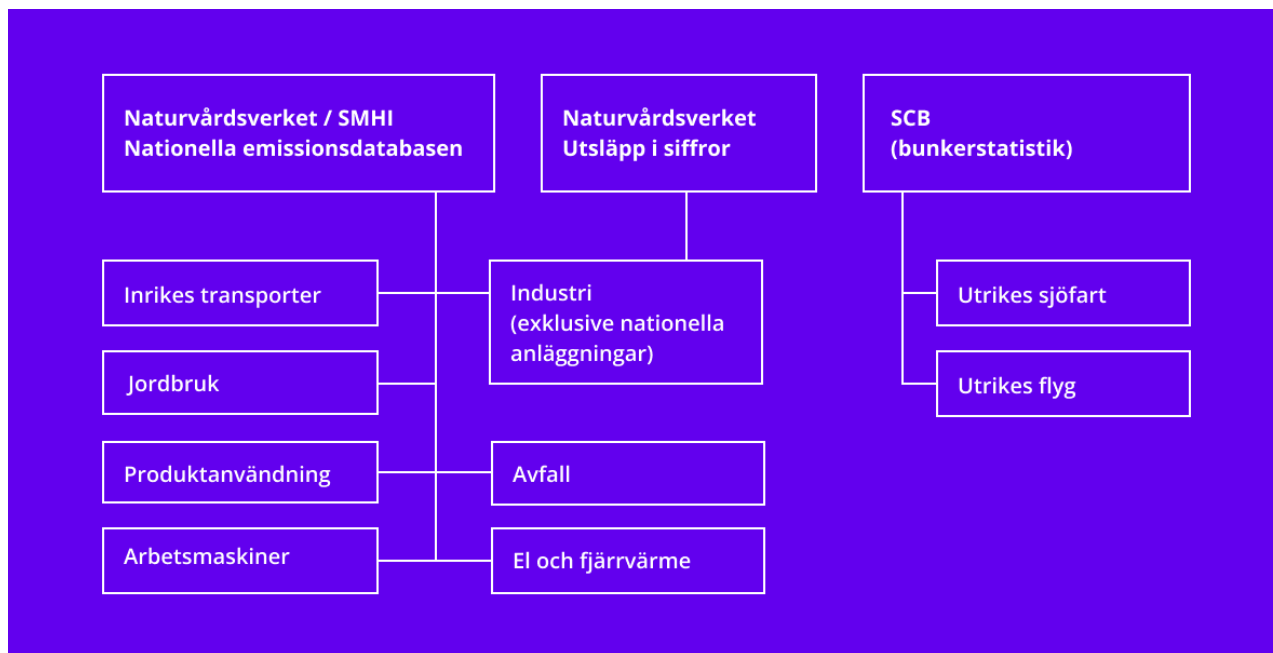 Naturvårdsverket / SMHI
Nationella emissionsdatabasen
Naturvårdsverket
Utsläpp i siffror
SCB
(bunkerstatistik)
Inrikes transporter
Industri
(exklusive nationella
anläggningar)
Utrikes sjöfart
Jordbruk
Utrikes flyg
Produktanvändning
Avfall
Arbetsmaskiner
El och fjärrvärme